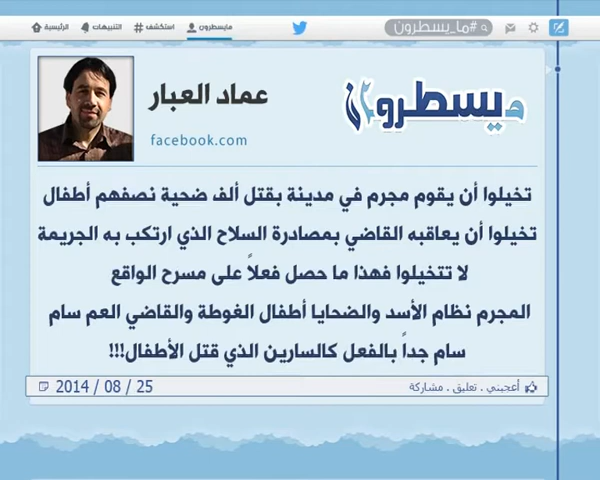 الرئيسية # التنبيهات # استكشف مايسطرون #ما_يسطرون
ما يسطرون
عماد العبار
facebook.com
تخيلوا أن يقوم مجرم في مدينة بقتل ألف ضحية نصفهم أطفال
تخيلوا أن يعاقبه القاضي بمصادرة السلاح الذي ارتكب به الجريمة
لا تتخيلوا فهذا ما حصل فعلاً على مسرح الواقع
المجرم نظام الأسد والضحايا أطفال الغوطة والقاضي العم سام
سام جداً بالفعل كالسارين الذي قتل الأطفال!!!
أعجبني . تعليق . مشاركة
2014 / 08 / 25